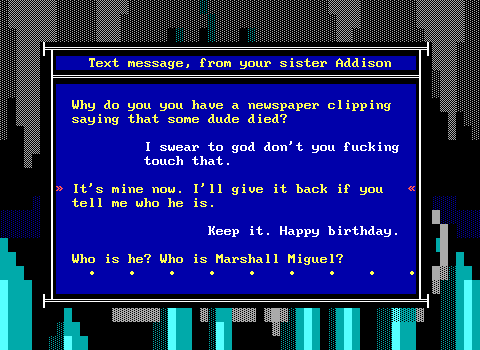 Text message, from your sister Addison
Why do you you have a newspaper clipping
saying that some dude died?
I swear to god don't you fucking
touch that.
» It's mine now. I'll give it back if you «
tell me who he is.
Keep it. Happy birthday.
Who is he? Who is Marshall Miguel?